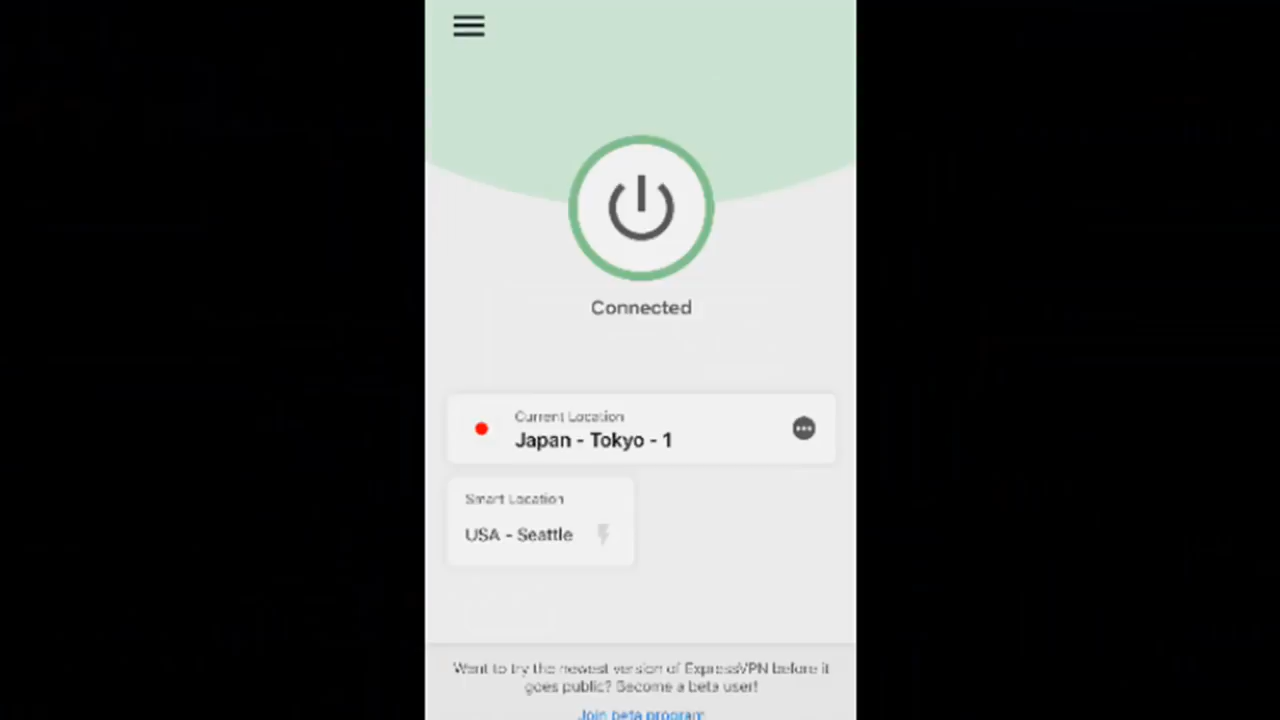 Connected
Current Location
Japan - Tokyo - 1
Smart Location
USA - Seattle
Want to try the newest version of ExpressVPN before it
goes public? Become a beta user!
Join beta program